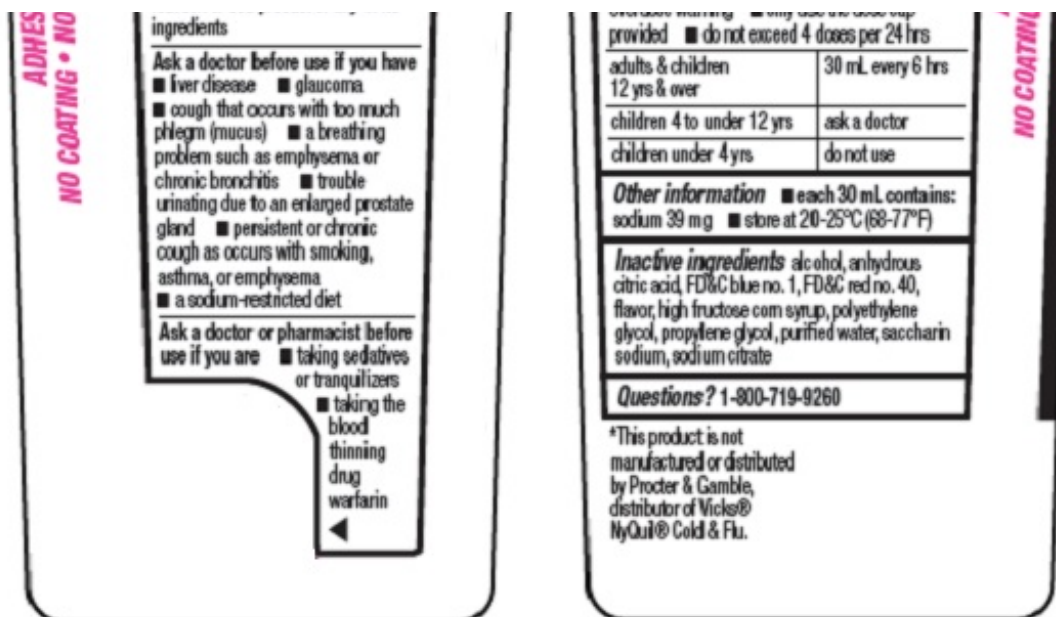 ADHES
NO COATING • NO
ingredients
Ask a doctor before use if you have
■ liver disease ■ glaucoma
■ cough that occurs with too much
phlegm (mucus) ■ a breathing
problem such as emphysema or
chronic bronchitis ■ trouble
urinating due to an enlarged prostate
gland ■ persistent or chronic
cough as occurs with smoking,
asthma, or emphysema
■ a sodium-restricted diet
Ask a doctor or pharmacist before
use if you are ■ taking sedatives
or tranquilizers
■ taking the
blood
thinning
drug
warfarin
overdose warning ■ only use the dose cup
provided ■ do not exceed 4 doses per 24 hrs
adults & children 30 mL every 6 hrs
12 yrs & over
children 4 to under 12 yrs ask a doctor
children under 4 yrs do not use
Other information ■ each 30 mL contains:
sodium 39 mg ■ store at 20-25°C (68-77°F)
Inactive ingredients alcohol, anhydrous
citric acid, FD&C blue no. 1, FD&C red no. 40,
flavor, high fructose corn syrup, polyethylene
glycol, propylene glycol, purified water, saccharin
sodium, sodium citrate
Questions? 1-800-719-9260
*This product is not
manufactured or distributed
by Procter & Gamble,
distributor of Vicks®
NyQuil® Cold & Flu.
NO COATING